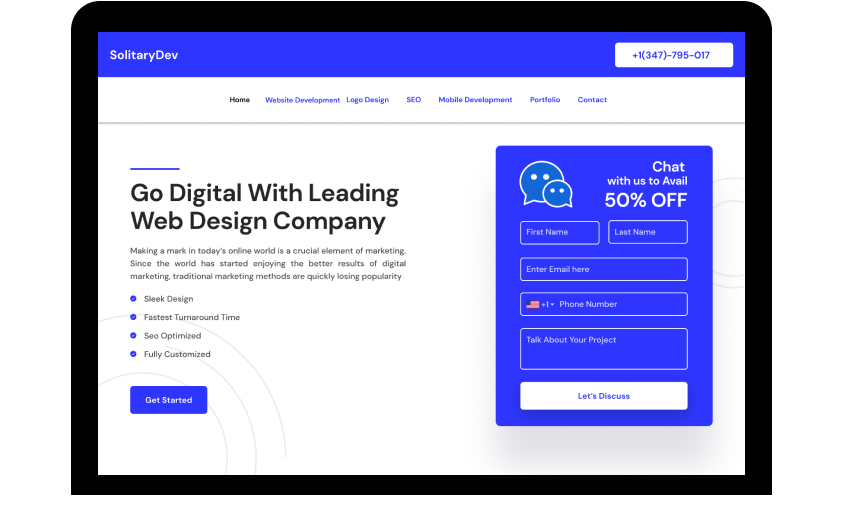 SolitaryDev
+1(347)-795-017
Home Website Development Logo Design SEO Mobile Development Portfolio Contact
Go Digital With Leading
Web Design Company
Making a mark in today's online world is a crucial element of marketing.
Since the world has started enjoying the better results of digital
marketing, traditional marketing methods are quickly losing popularity
Sleek Design
Fastest Turnaround Time
Seo Optimized
Fully Customized
Get Started
Chat
with us to Avail
50% OFF
First Name Last Name
Enter Email here
+1 Phone Number
Talk About Your Project
Let's Discuss